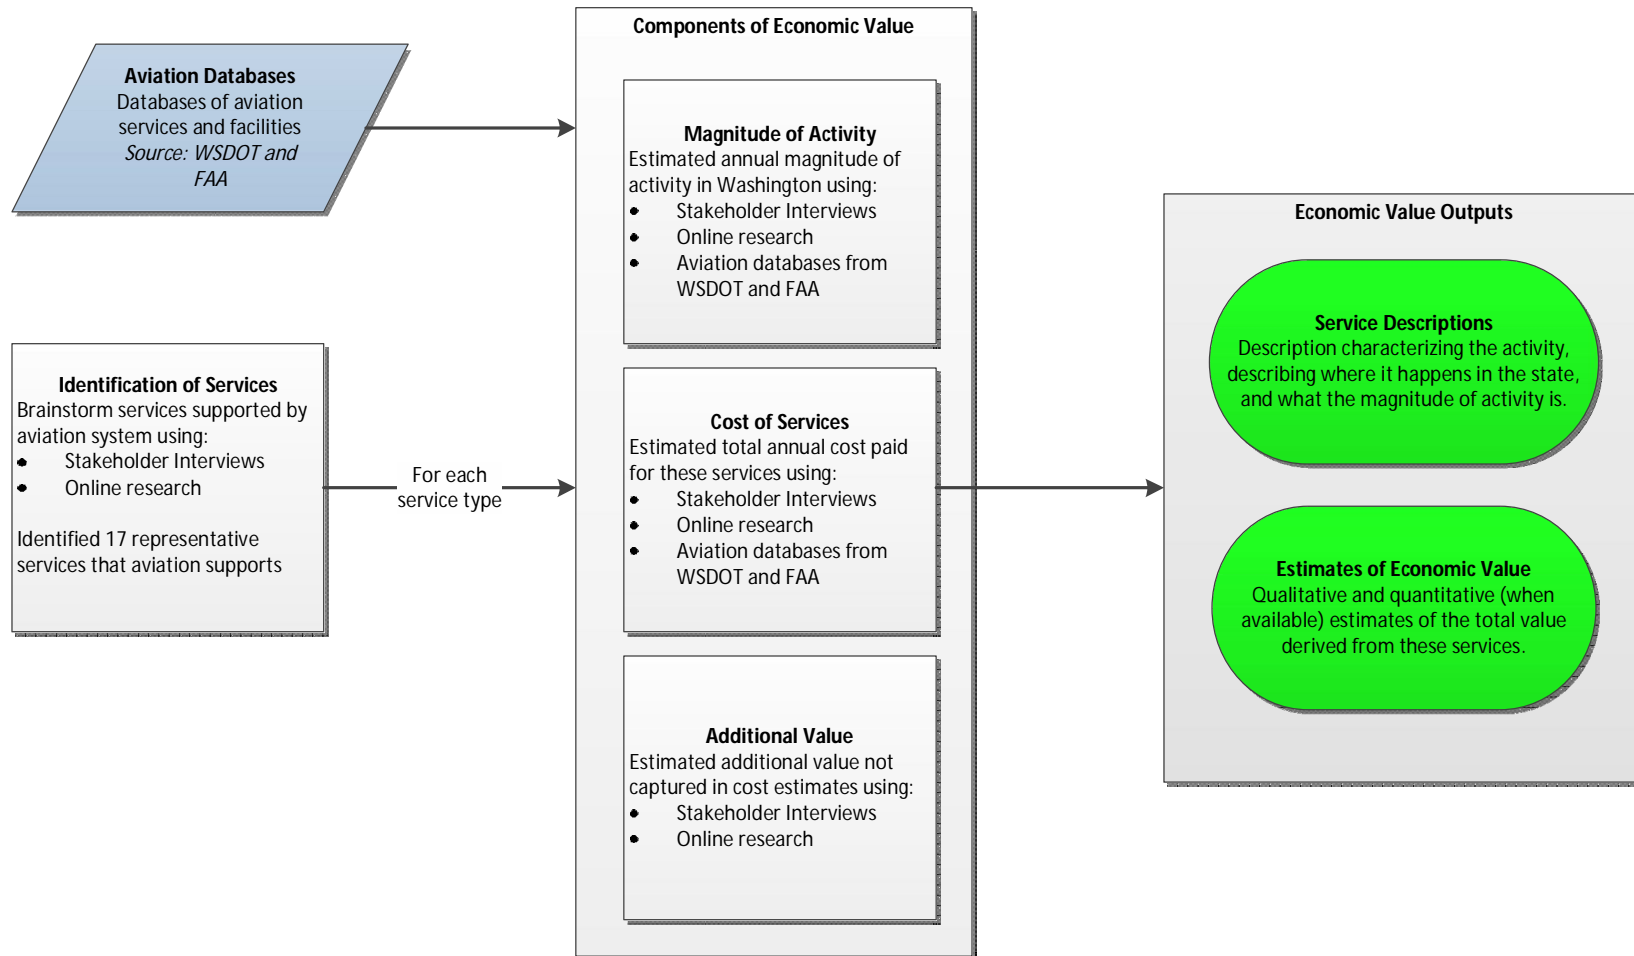 Aviation Databases
Databases of aviation
services and facilities
Source: WSDOT and
FAA
Identification of Services
Brainstorm services supported by
aviation system using:
• Stakeholder Interviews
• Online research
Identified 17 representative
services that aviation supports
For each
service type
Components of Economic Value
Magnitude of Activity
Estimated annual magnitude of
activity in Washington using:
• Stakeholder Interviews
• Online research
• Aviation databases from
WSDOT and FAA
Cost of Services
Estimated total annual cost paid
for these services using:
• Stakeholder Interviews
• Online research
• Aviation databases from
WSDOT and FAA
Additional Value
Estimated additional value not
captured in cost estimates using:
• Stakeholder Interviews
• Online research
Economic Value Outputs
Service Descriptions
Description characterizing the activity,
describing where it happens in the state,
and what the magnitude of activity is.
Estimates of Economic Value
Qualitative and quantitative (when
available) estimates of the total value
derived from these services.